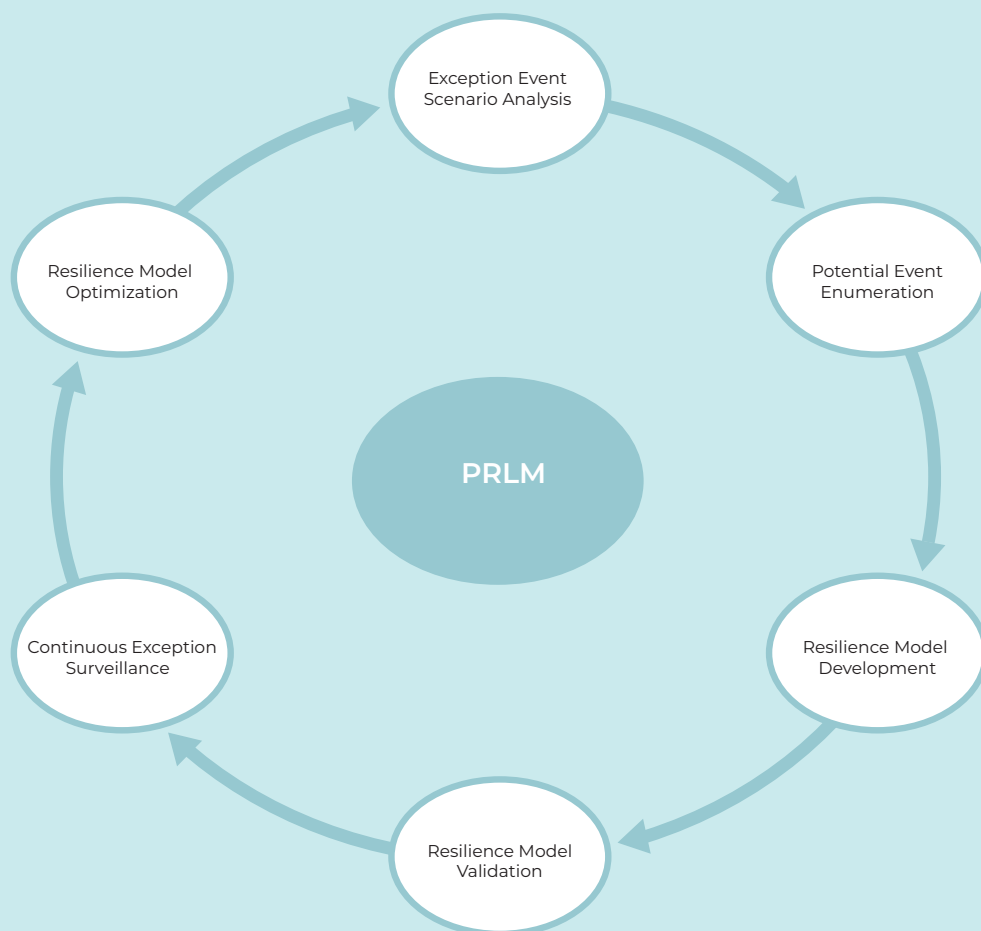 Exception Event
Scenario Analysis
Potential Event
Enumeration
Resilience Model
Development
Resilience Model
Validation
Continuous Exception
Surveillance
Resilience Model
Optimization
PRLM